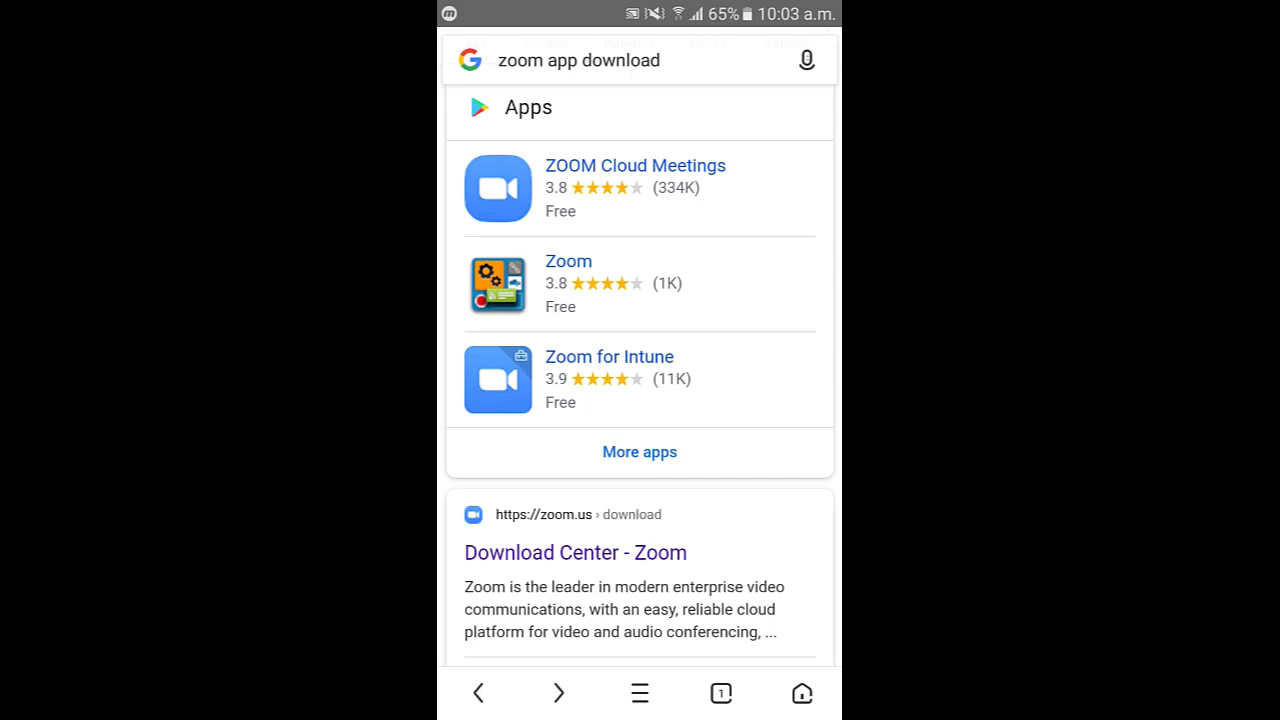 65% 10:03 a.m.
zoom app download
Apps
ZOOM Cloud Meetings
3.8 ★★★★★ (334K)
Free
Zoom
3.8 ★★★★★ (1K)
Free
Zoom for Intune
3.9 ★★★★★ (11K)
Free
More apps
https://zoom.us › download
Download Center - Zoom
Zoom is the leader in modern enterprise video
communications, with an easy, reliable cloud
platform for video and audio conferencing, ...
1